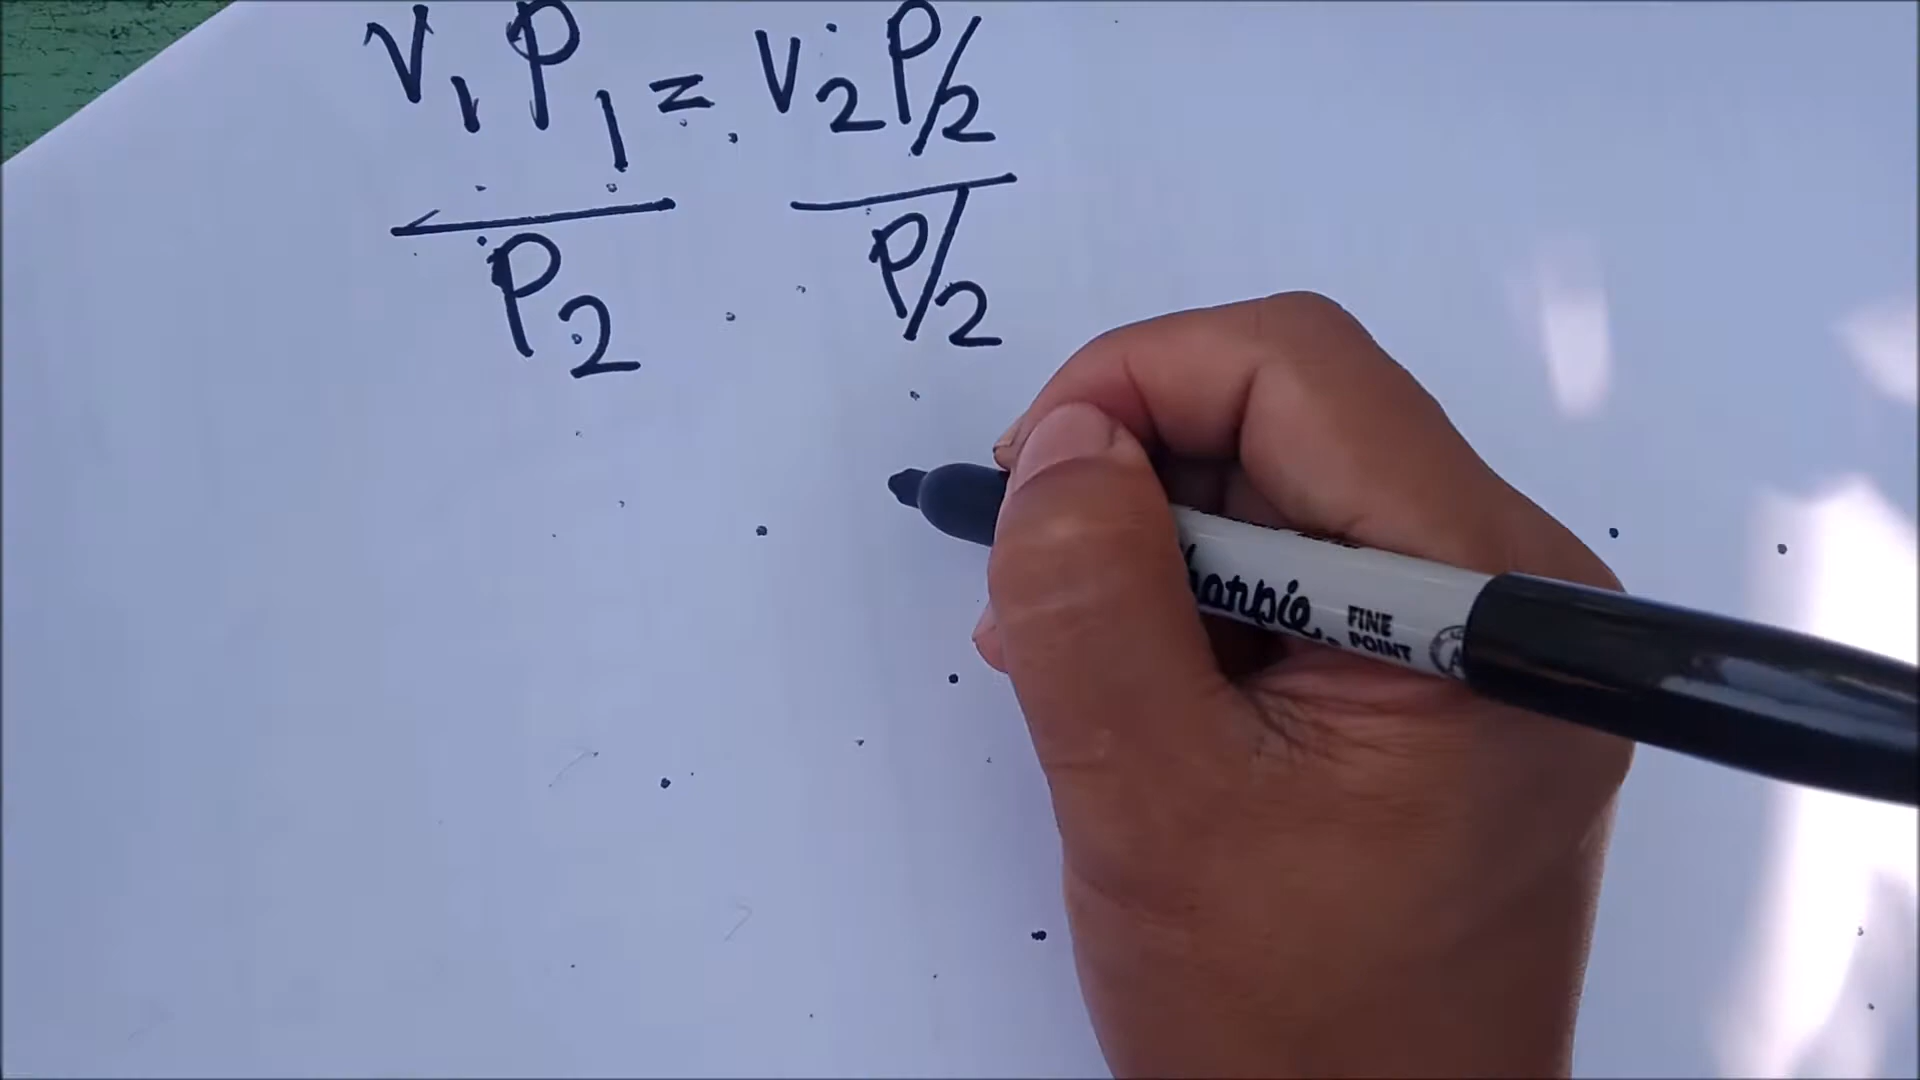 V₁P₁ = V₂P₂
P₂ P₂
Sharpie
FINE
POINT